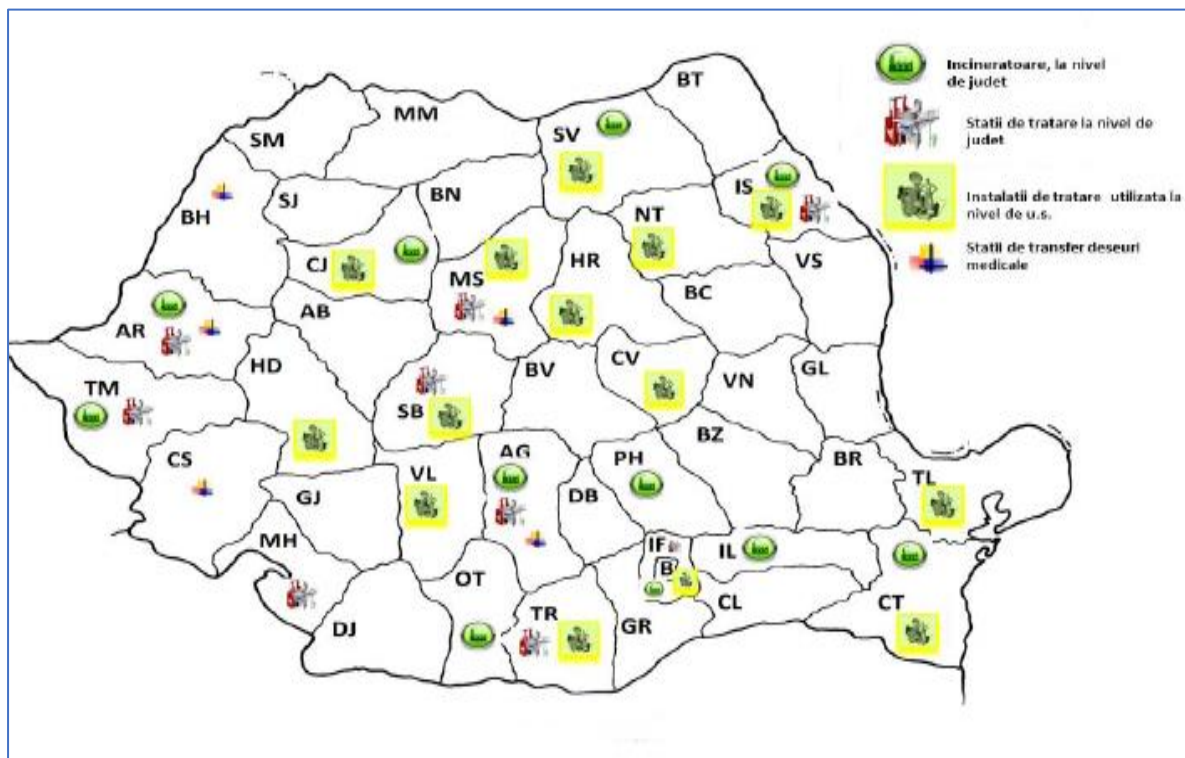 Incineratoare, la nivel
de judet
Statii de tratare la nivel de
judet
Instalatii de tratare utilizata la
nivel de u.s.
Statii de transfer deseuri
medicale
BT
MM
SM
SV
IS
BH
SJ
BN
NT
CJ
HR
VS
MS
BC
AB
AR
HD
BV
CV
VN
GL
TM
SB
BZ
CS
VL
AG
PH
BR
TL
GJ
DB
MH
IF
IL
B
OT
CL
CT
TR
GR
DJ